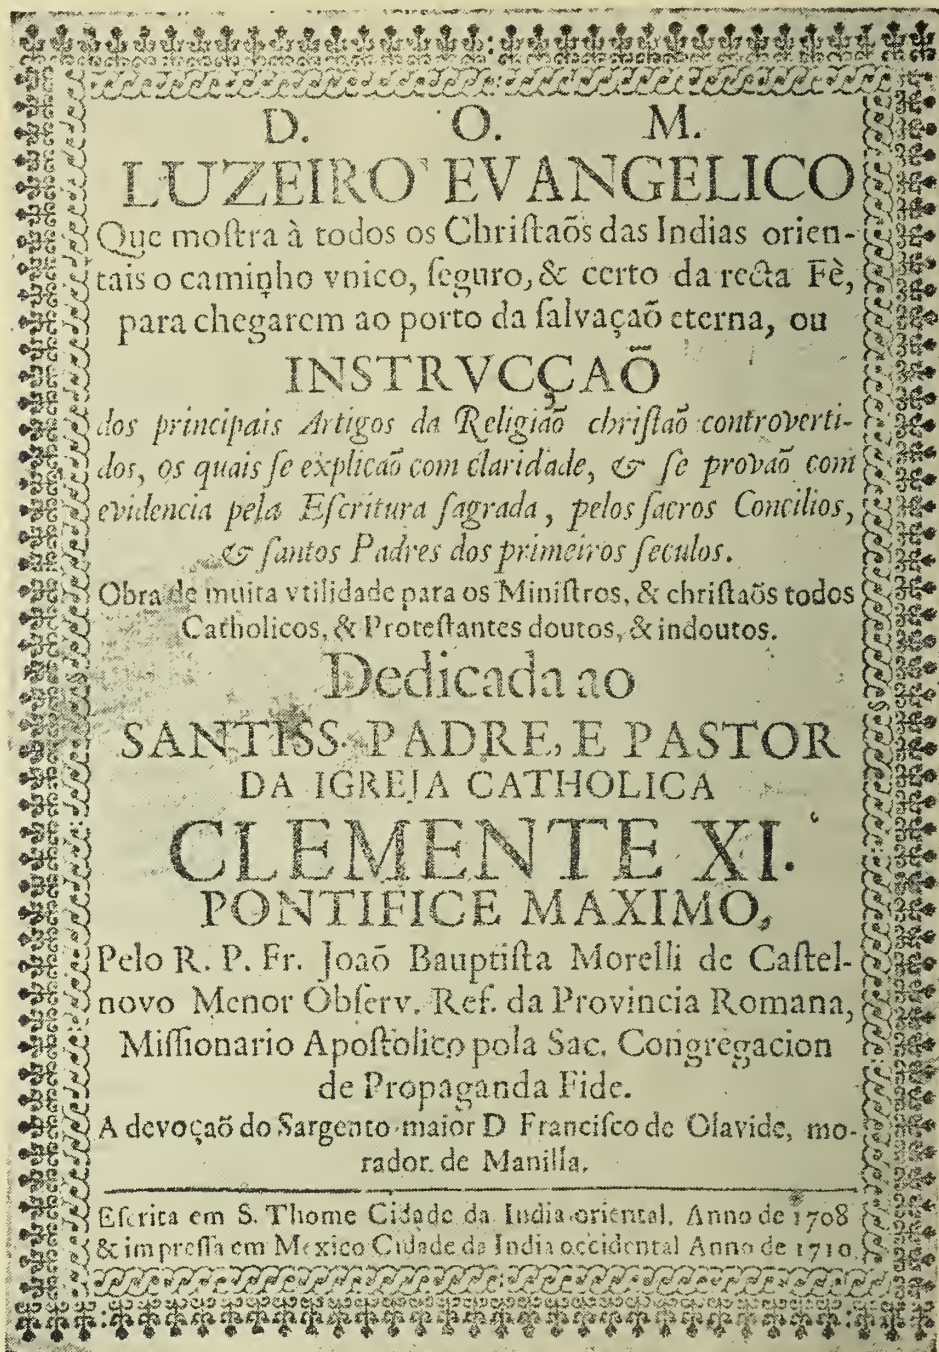 D. O. M.
LUZEIRO EVANGELICO
Que moſtra à todos os Chriſtaõs das Indias orien-
tais o caminho vnico, ſeguro, & certo da recta Fè,
para chegarem ao porto da ſalvaçaõ eterna, ou
INSTRVCÇAÕ
dos principais Artigos da Religiaõ chriſtaõ controverti-
dos, os quais ſe explicaõ com claridade, & ſe provaõ com
evidencia pela Eſcritura ſagrada, pelos ſacros Concilios,
& ſantos Padres dos primeiros ſeculos.
Obra de muita vtilidade para os Miniſtros, & chriſtaõs todos
Catholicos, & Proteſtantes doutos, & indoutos.
Dedicada ao
SANTISS. PADRE, E PASTOR
DA IGREJA CATHOLICA
CLEMENTE XI.
PONTIFICE MAXIMO,
Pelo R. P. Fr. Joaõ Bauptiſta Morelli de Caſtel-
novo Menor Obſerv. Ref. da Provincia Romana,
Miſſionario Apoſtolico pola Sac. Congregacion
de Propaganda Fide.
A devoçaõ do Sargento maior D Franciſco de Olavide, mo-
rador. de Manilla.
Eſcrita em S. Thome Cidade da India oriental. Anno de 1708
& impreſſa em Mexico Cidade da India occidental Anno de 1710.